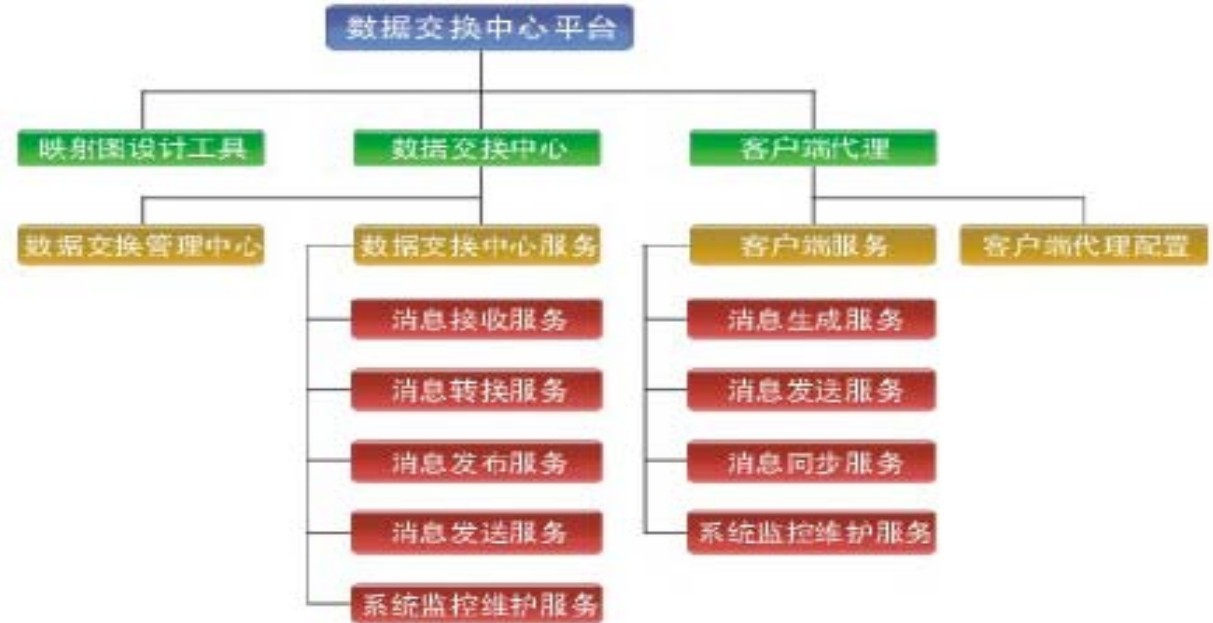 数据交换中心平台
映射图设计工具
数据交换中心
客户端代理
数据交换管理中心
数据交换中心服务
客户端服务
客户端代理配置
消息接收服务
消息生成服务
消息转换服务
消息发送服务
消息发布服务
消息同步服务
消息发送服务
系统监控维护服务
系统监控维护服务